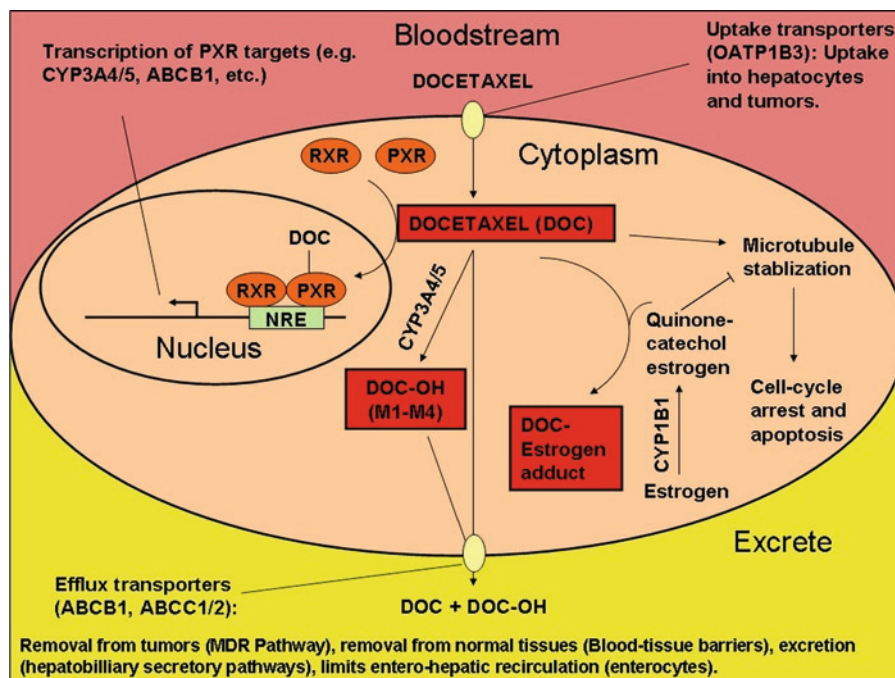 Transcription of PXR targets (e.g.
CYP3A4/5, ABCB1, etc.)
Bloodstream
DOCETAXEL
Uptake transporters
(OATP1B3): Uptake
into hepatocytes
and tumors.
RXR
PXR
Cytoplasm
DOCETAXEL (DOC)
DOC
RXR
PXR
NRE
Nucleus
CYP3A4/5
DOC-OH
(M1-M4)
Microtubule
stablization
Quinone-
catechol
estrogen
Cell-cycle
arrest and
apoptosis
DOC-
Estrogen
adduct
CYP1B1
Estrogen
Excrete
Efflux transporters
(ABCB1, ABCC1/2):
DOC + DOC-OH
Removal from tumors (MDR Pathway), removal from normal tissues (Blood-tissue barriers), excretion
(hepatobilliary secretory pathways), limits entero-hepatic recirculation (enterocytes).